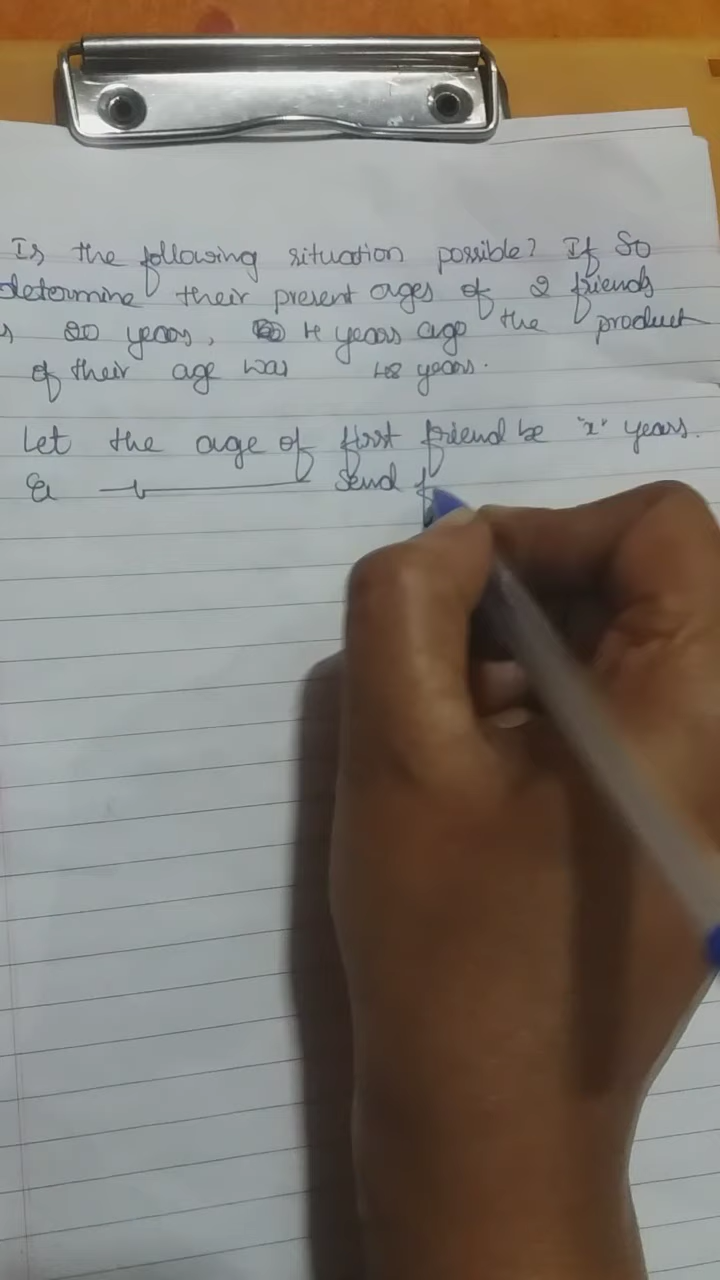 Is the following situation possible? If So
determine their present ages of 2 friends
s 20 years, 4 years ago the product
of their age was 48 years.
Let the age of first friend be "x" years.
& Send f